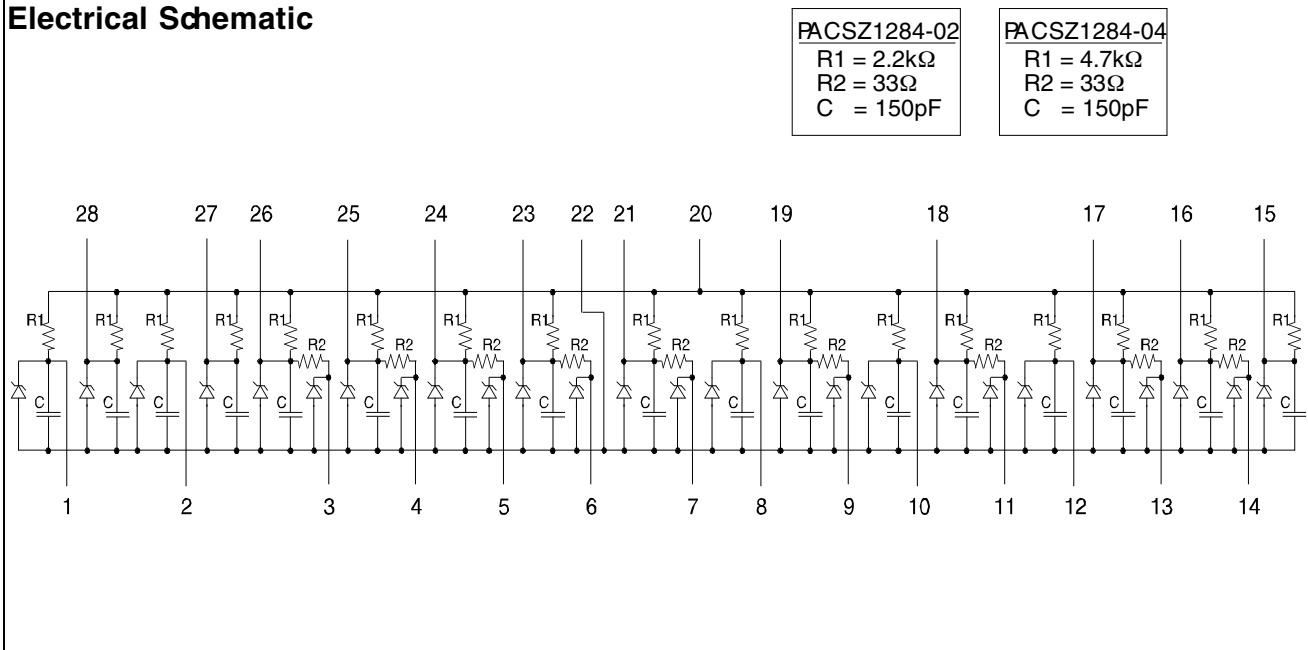 Electrical Schematic
PACSZ1284-02
R1 = 2.2kΩ
R2 = 33Ω
C = 150pF
PACSZ1284-04
R1 = 4.7kΩ
R2 = 33Ω
C = 150pF
28 27 26 25 24 23 22 21 20 19 18 17 16 15
R1 R1 R1 R1 R1 R1 R1 R1 R1 R1 R1 R1 R1 R1 R1 R1 R1
R2 R2 R2 R2 R2 R2 R2 R2 R2
C C C C C C C C C C C C C C C C C
1 2 3 4 5 6 7 8 9 10 11 12 13 14